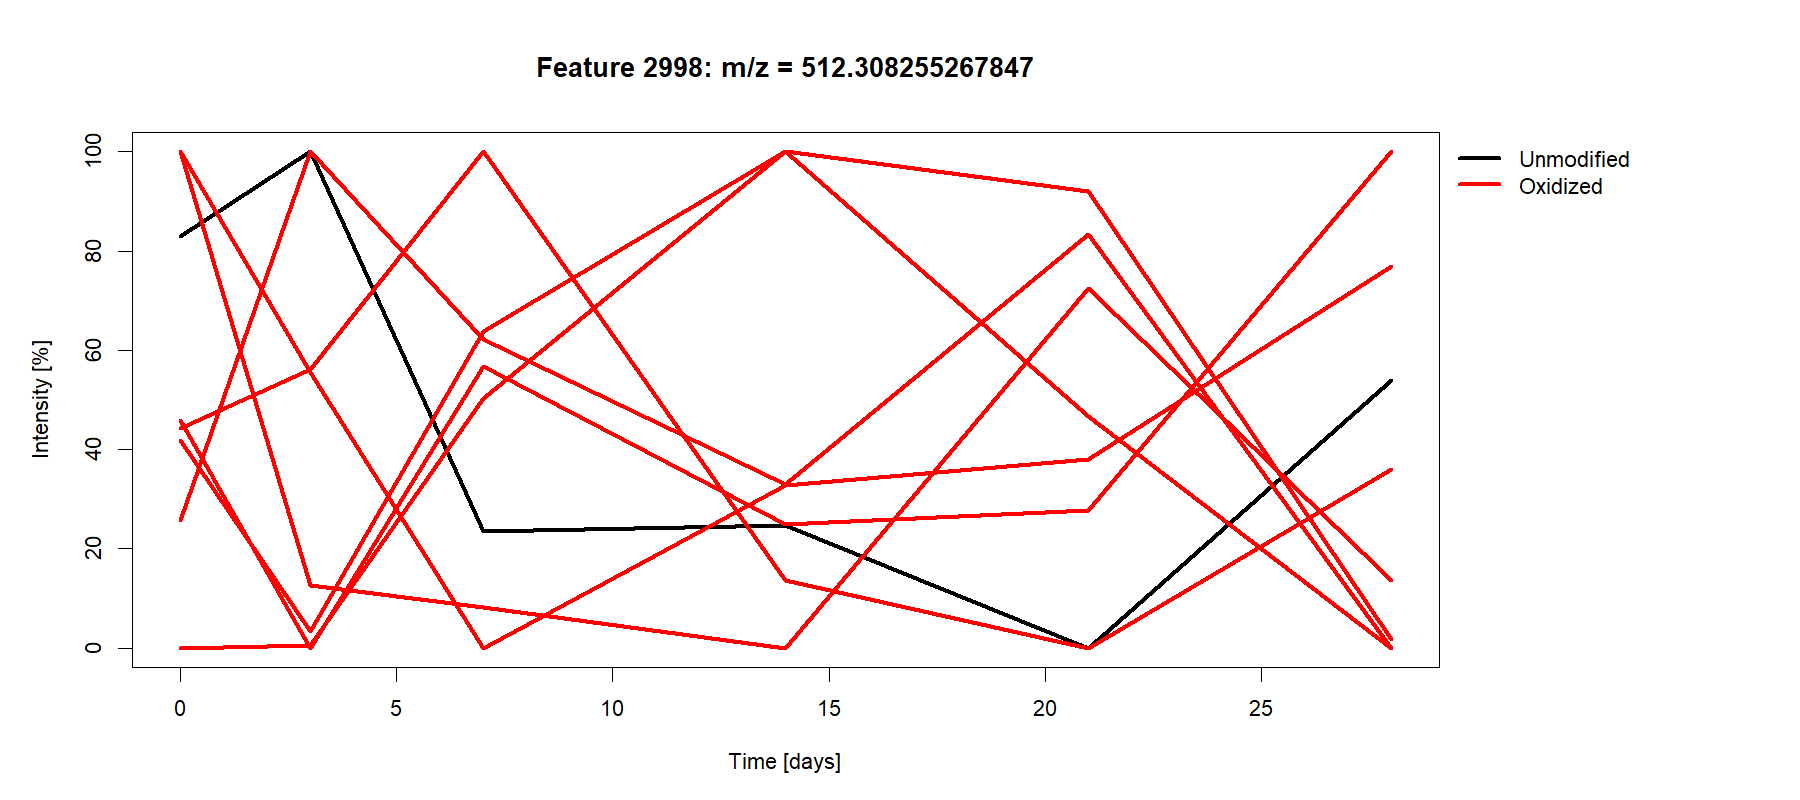 Feature 2998: m/z = 512.308255267847
100
80
60
40
20
0
Intensity [%]
0 5 10 15 20 25
Time [days]
Unmodified
Oxidized